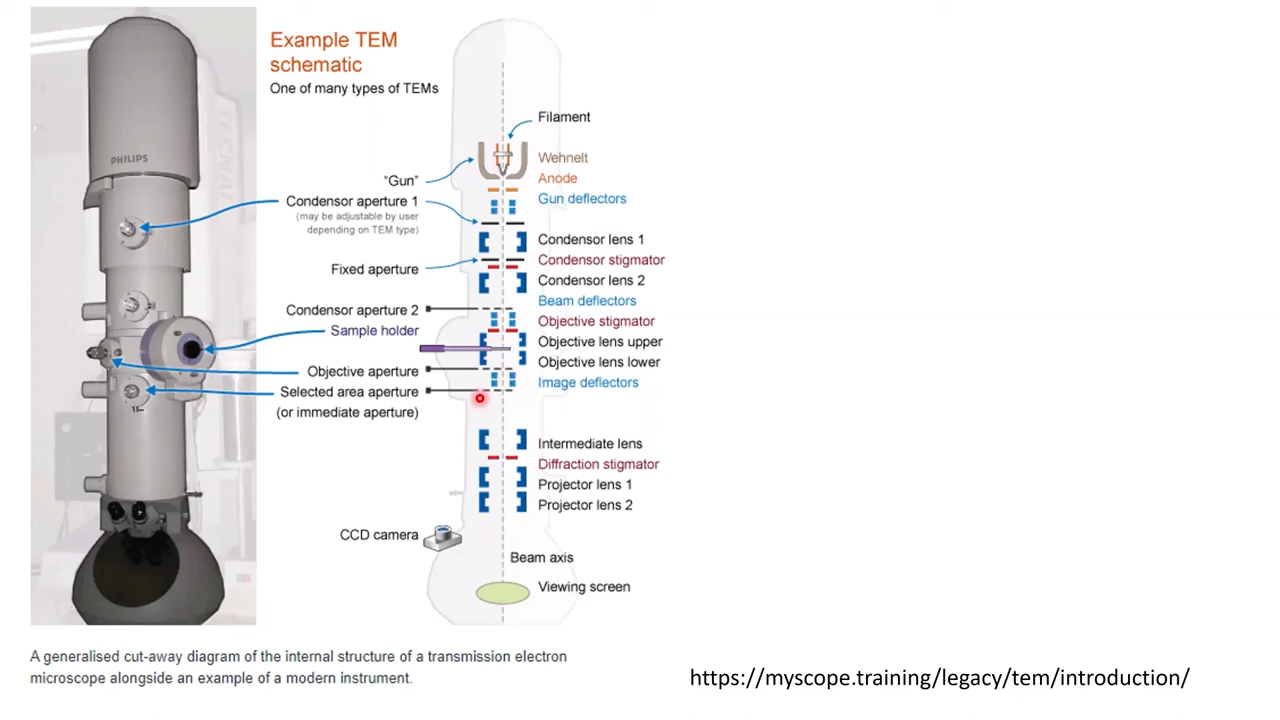 Example TEM
schematic
One of many types of TEMs
PHILIPS
TECNAI
Filament
Wehnelt
Anode
"Gun"
Gun deflectors
Condensor aperture 1
(may be adjustable by user
depending on TEM type)
Condensor lens 1
Condensor stigmator
Fixed aperture
Condensor lens 2
Beam deflectors
Condensor aperture 2
Objective stigmator
Sample holder
Objective lens upper
Objective lens lower
Objective aperture
Image deflectors
Selected area aperture
(or immediate aperture)
Intermediate lens
Diffraction stigmator
Projector lens 1
Projector lens 2
CCD camera
Beam axis
Viewing screen
A generalised cut-away diagram of the internal structure of a transmission electron
microscope alongside an example of a modern instrument.
https://myscope.training/legacy/tem/introduction/